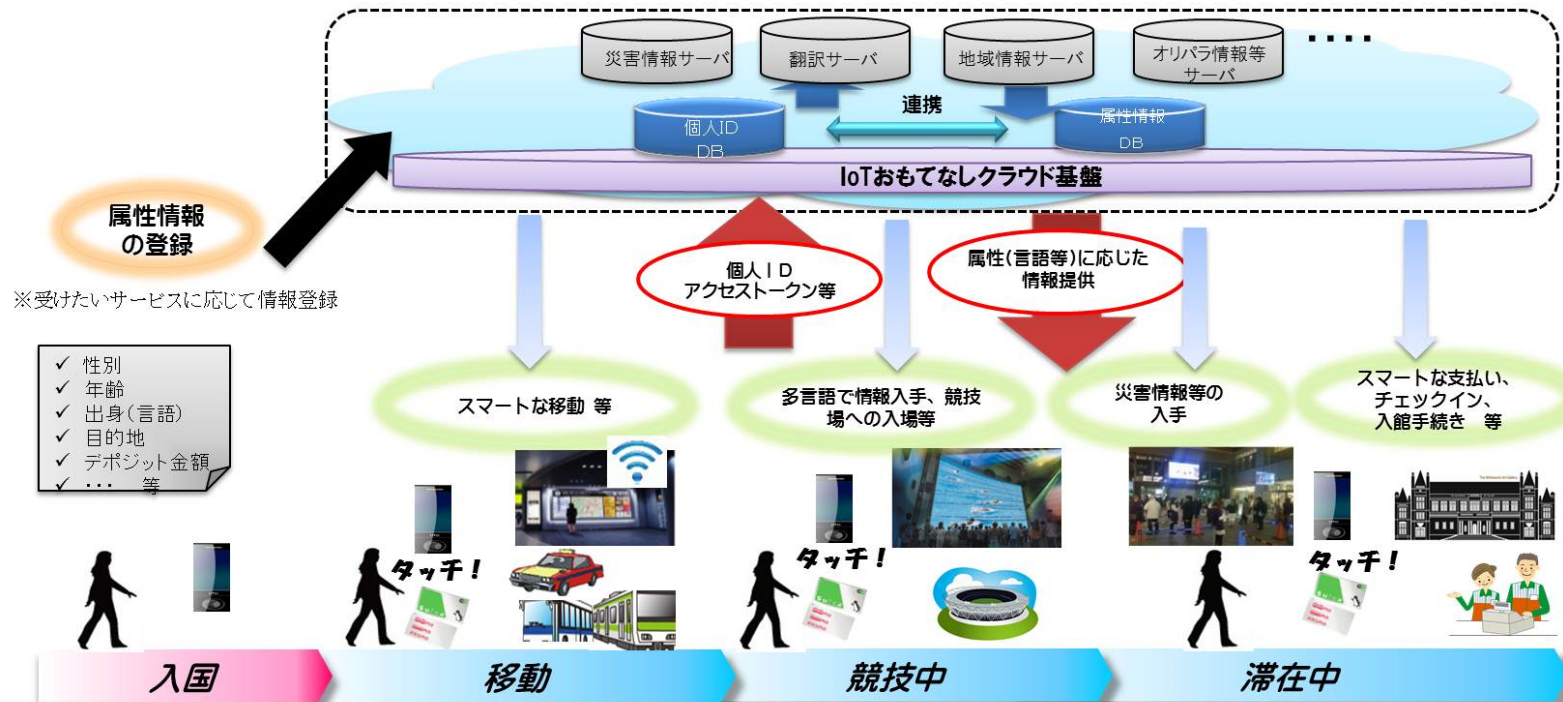 災害情報サーバ
翻訳サーバ
地域情報サーバ
オリパラ情報等
サーバ
・・・・
連携
個人ID
DB
属性情報
DB
IoTおもてなしクラウド基盤
属性情報
の登録
※受けたいサービスに応じて情報登録
個人ID
アクセストークン等
属性(言語等)に応じた
情報提供
✓ 性別
✓ 年齢
✓ 出身(言語)
✓ 目的地
✓ デポジット金額
✓ ・・・ 等
スマートな移動 等
多言語で情報入手、競技
場への入場等
災害情報等の
入手
スマートな支払い、
チェックイン、
入館手続き 等
タッチ!
タッチ!
タッチ!
入国
移動
競技中
滞在中